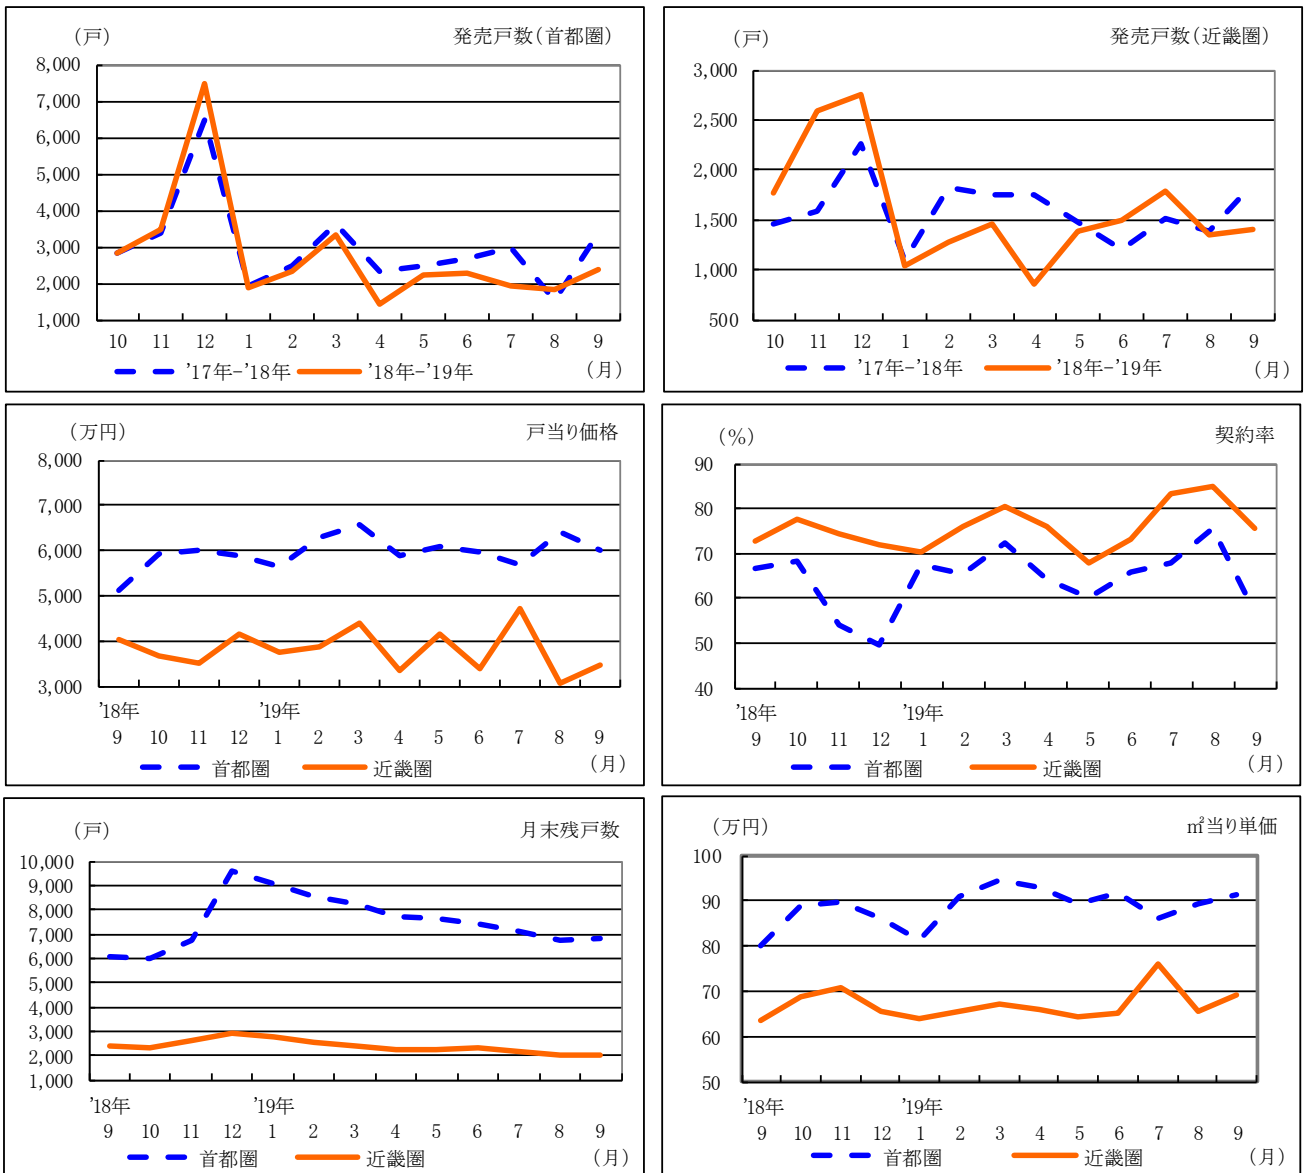 (戸) 発売戸数(首都圏)
8,000
7,000
6,000
5,000
4,000
3,000
2,000
1,000
10 11 12 1 2 3 4 5 6 7 8 9
'17年-'18年 '18年-'19年 (月)
(戸) 発売戸数(近畿圏)
3,000
2,500
2,000
1,500
1,000
500
10 11 12 1 2 3 4 5 6 7 8 9
'17年-'18年 '18年-'19年 (月)
(万円) 戸当り価格
8,000
7,000
6,000
5,000
4,000
3,000
'18年 '19年
9 10 11 12 1 2 3 4 5 6 7 8 9
首都圏 近畿圏 (月)
(%) 契約率
90
80
70
60
50
40
'18年 '19年
9 10 11 12 1 2 3 4 5 6 7 8 9
首都圏 近畿圏 (月)
(戸) 月末残戸数
10,000
9,000
8,000
7,000
6,000
5,000
4,000
3,000
2,000
1,000
'18年 '19年
9 10 11 12 1 2 3 4 5 6 7 8 9
首都圏 近畿圏 (月)
(万円) ㎡当り単価
100
90
80
70
60
50
'18年 '19年
9 10 11 12 1 2 3 4 5 6 7 8 9
首都圏 近畿圏 (月)